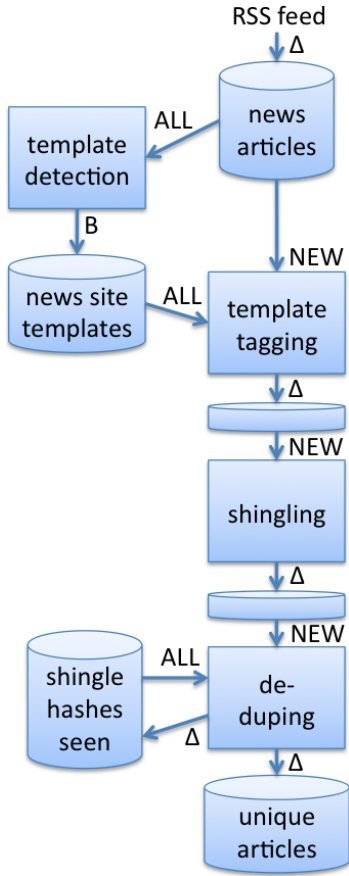 RSS feed
Δ
news
articles
ALL
template
detection
B
NEW
news site
templates
ALL
template
tagging
Δ
NEW
shingling
Δ
NEW
ALL
shingle
hashes
seen
de-
duping
Δ
Δ
unique
articles